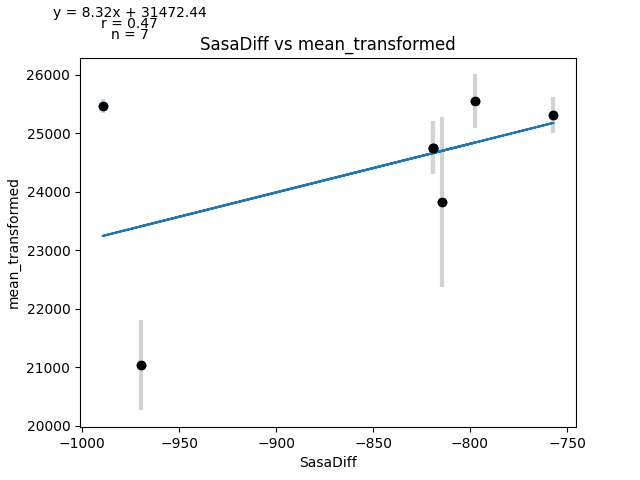 y = 8.32x + 31472.44
r = 0.47
n = 7
SasaDiff vs mean_transformed
26000
25000
24000
23000
22000
21000
20000
mean_transformed
−1000
−950
−900
−850
−800
−750
SasaDiff